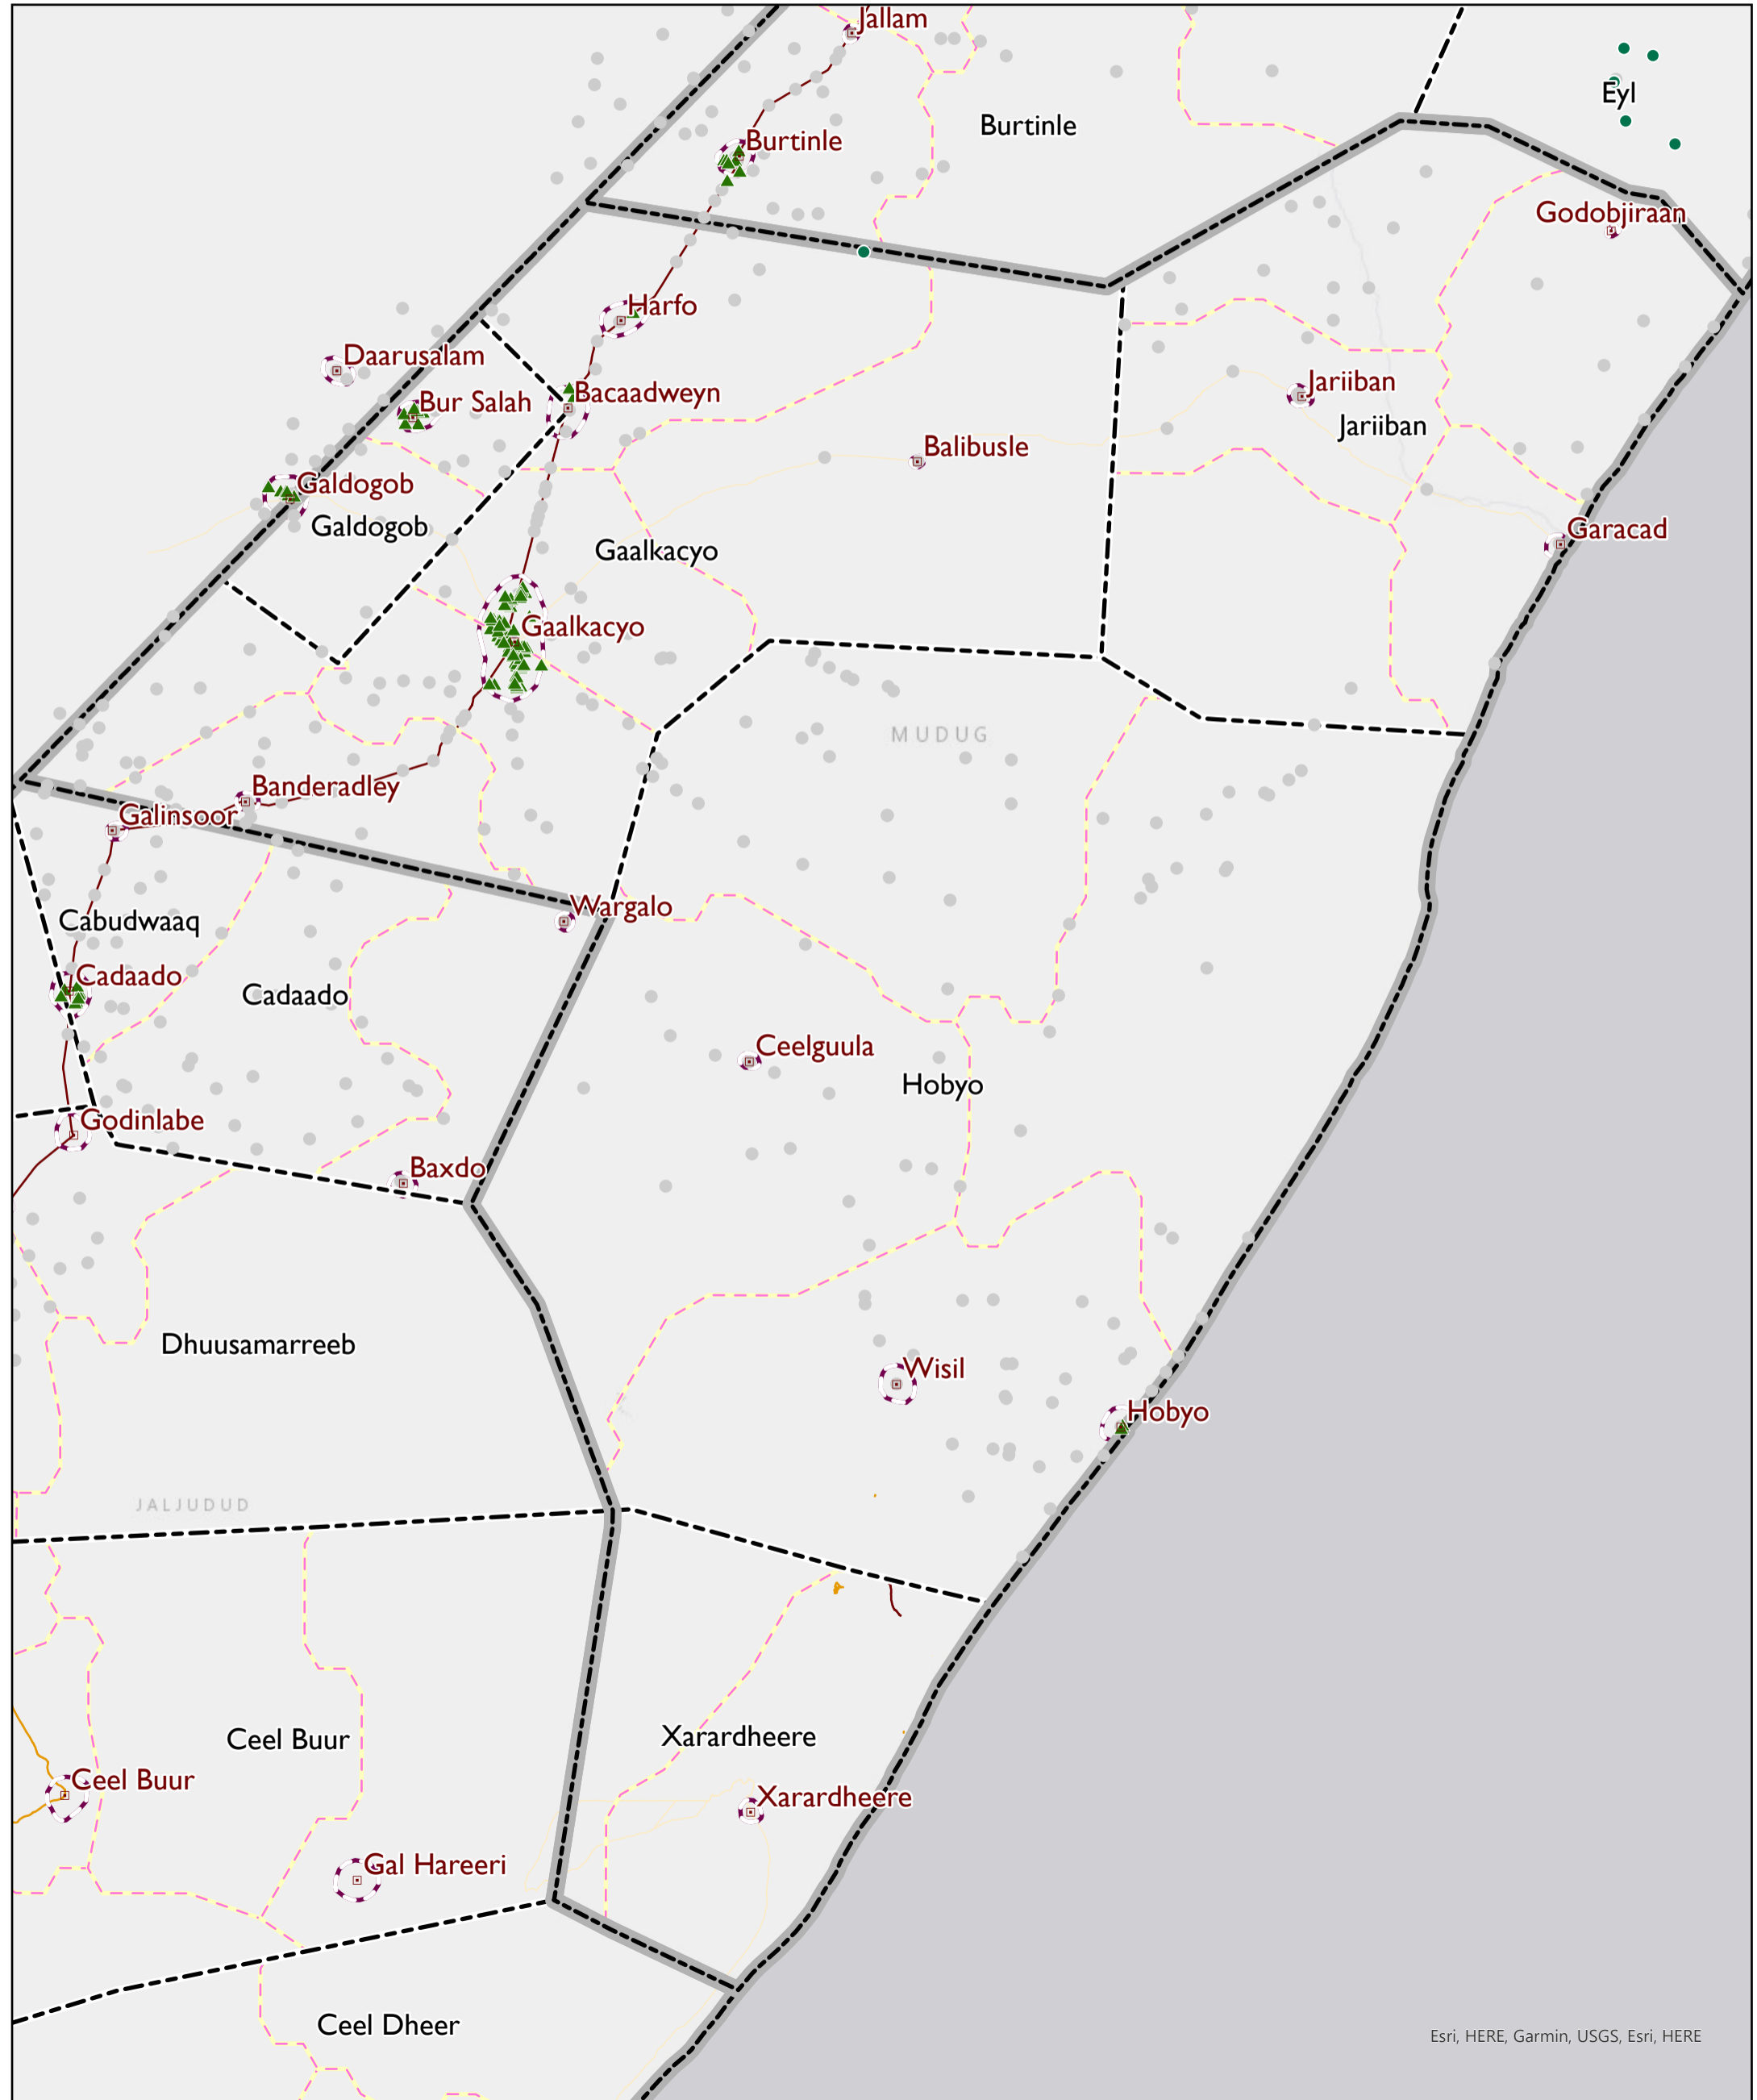 Jallam
Eyl
Burtinle
Burtinle
Godobjiraan
Harfo
Daarusalam
Jariiban
Bacaadweyn
Bur Salah
Jariiban
Balibusle
Galdogob
Galdogob
Garacad
Gaalkacyo
Gaalkacyo
MUDUG
Banderadley
Galinsoor
Wargalo
Cabudwaaq
Cadaado
Cadaado
Ceelguula
Hobyo
Godinlabe
Baxdo
Dhuusamarreeb
Wisil
Hobyo
JALJUDUD
Xarardheere
Ceel Buur
Ceel Buur
Xarardheere
Gal Hareeri
Ceel Dheer
Esri, HERE, Garmin, USGS, Esri, HERE